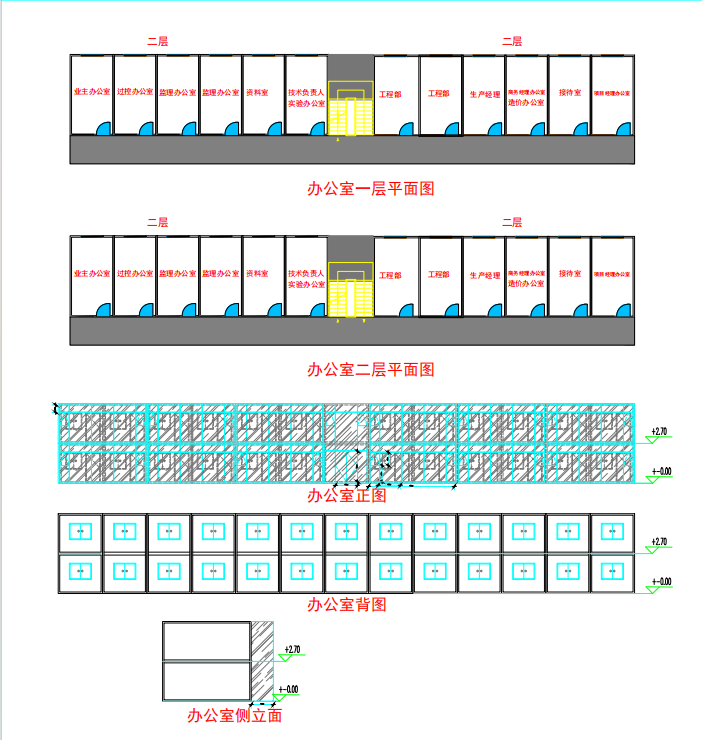 二层
二层
业主办公室 过控办公室 监理办公室 监理办公室 资料室 技术负责人 工程部 工程部 生产经理 商务经理办公室 接待室 项目经理办公室
实验办公室 造价办公室
办公室一层平面图
二层
二层
业主办公室 过控办公室 监理办公室 监理办公室 资料室 技术负责人 工程部 工程部 生产经理 商务经理办公室 接待室 项目经理办公室
实验办公室 造价办公室
办公室二层平面图
+2.70
+-0.00
办公室正图
+2.70
+-0.00
办公室背图
+2.70
+-0.00
办公室侧立面